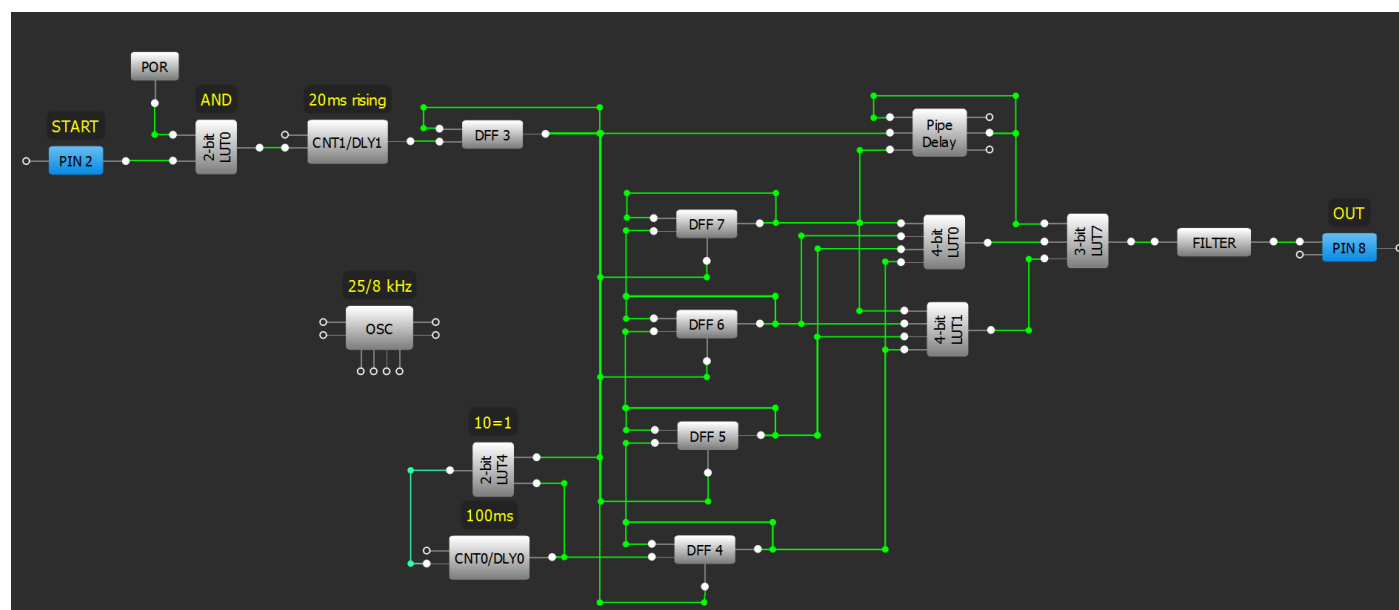 POR
AND
20ms rising
START
2-bit
LUT0
CNT1/DLY1
DFF 3
Pipe
Delay
PIN 2
DFF 7
4-bit
LUT0
3-bit
LUT7
OUT
FILTER
PIN 8
25/8 kHz
OSC
DFF 6
4-bit
LUT1
10=1
DFF 5
2-bit
LUT4
100ms
CNT0/DLY0
DFF 4